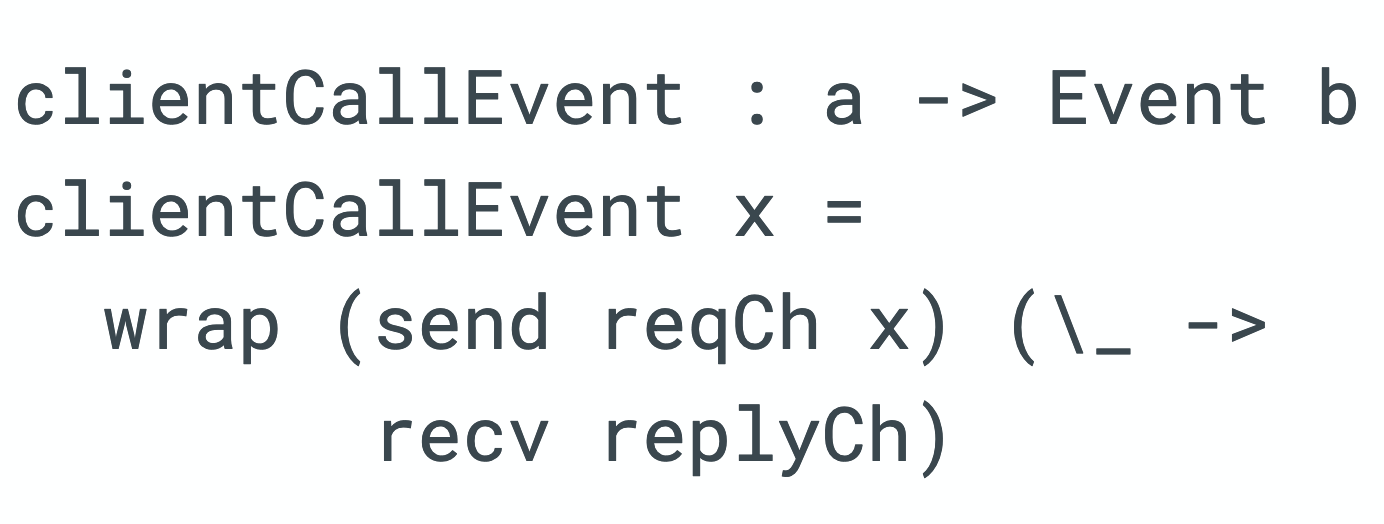 clientCallEvent : a -> Event b
clientCallEvent x =
  wrap (send reqCh x) (\_ ->
        recv replyCh)